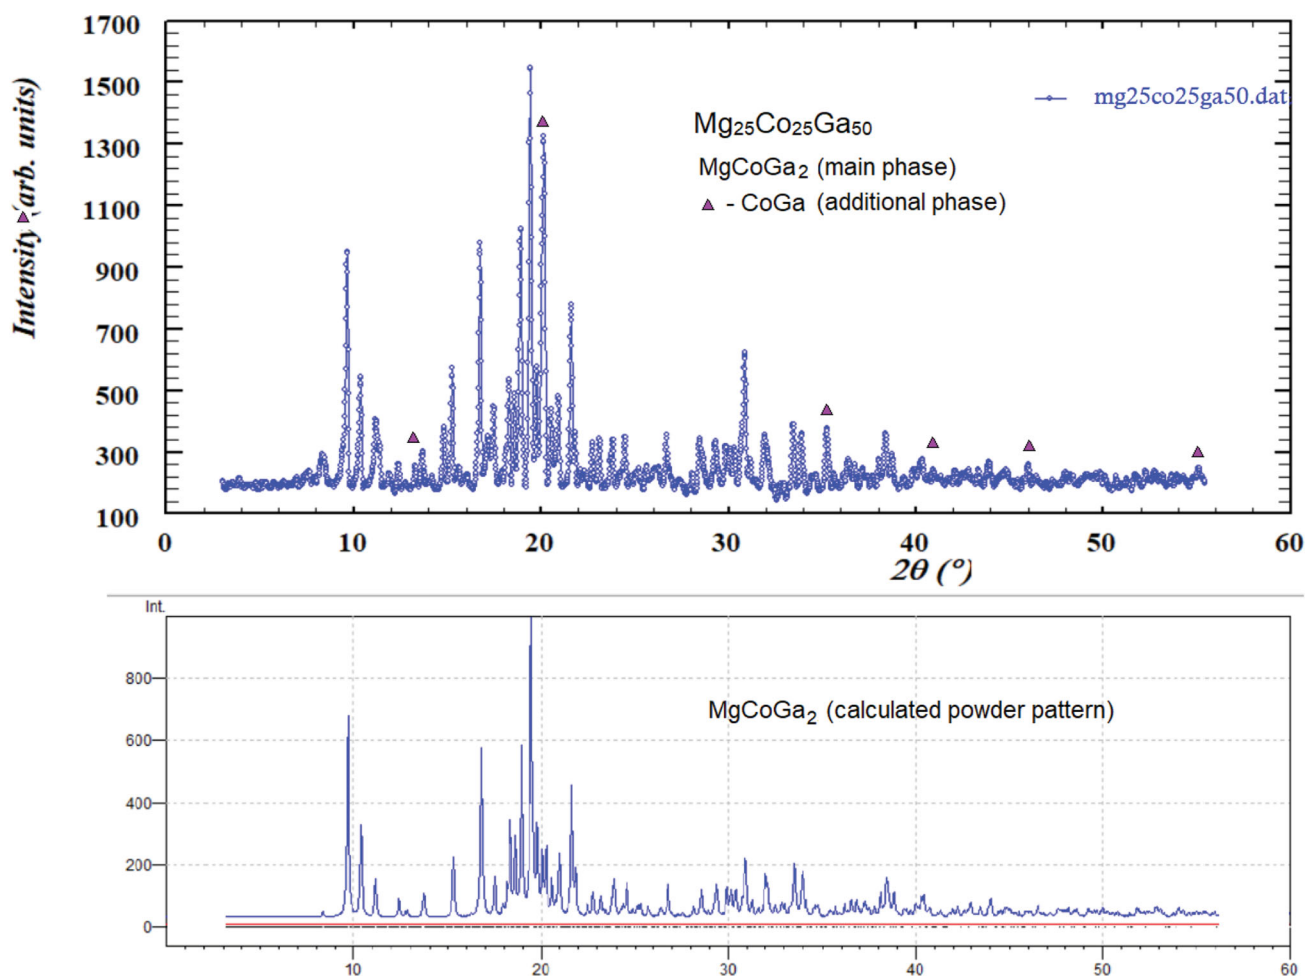 1700
1500
1300
1100
900
700
500
300
100
Intensity (arb. units)
mg25co25ga50.dat
Mg₂₅Co₂₅Ga₅₀
MgCoGa₂ (main phase)
▲ - CoGa (additional phase)
0 10 20 30 40 50 60
2θ (°)
Int.
800
600
400
200
0
MgCoGa₂ (calculated powder pattern)
10 20 30 40 50 60